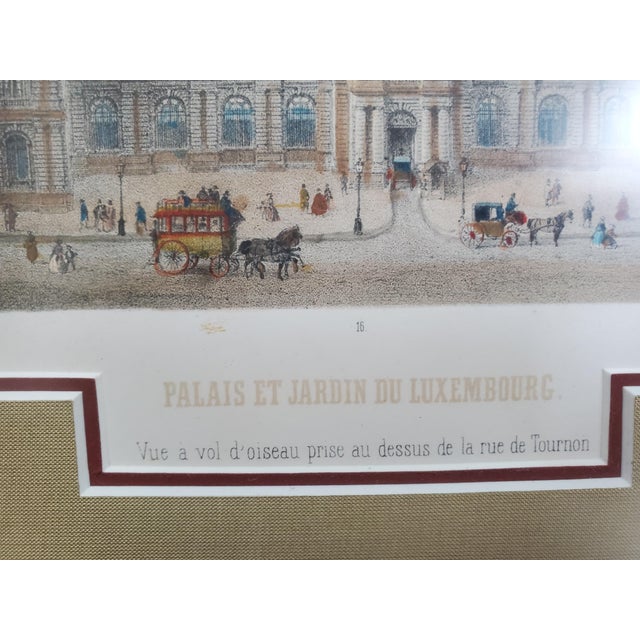 16
PALAIS ET JARDIN DU LUXEMBOURG.
Vue à vol d'oiseau prise au dessus de la rue de Tournon